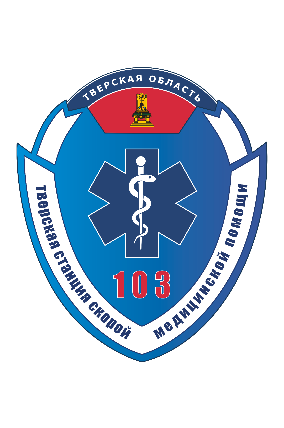 ТВЕРСКАЯ ОБЛАСТЬ
103
тверская станция скорой
медицинской помощи